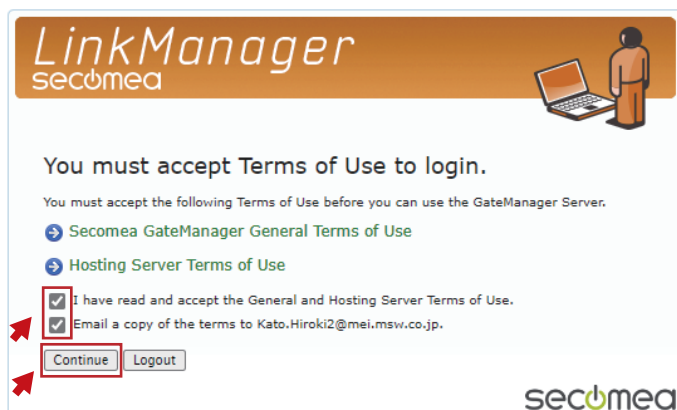 LinkManager
secomea
You must accept Terms of Use to login.
You must accept the following Terms of Use before you can use the GateManager Server.
Secomea GateManager General Terms of Use
Hosting Server Terms of Use
I have read and accept the General and Hosting Server Terms of Use.
Email a copy of the terms to Kato.Hiroki2@mei.msw.co.jp.
Continue Logout
secomea